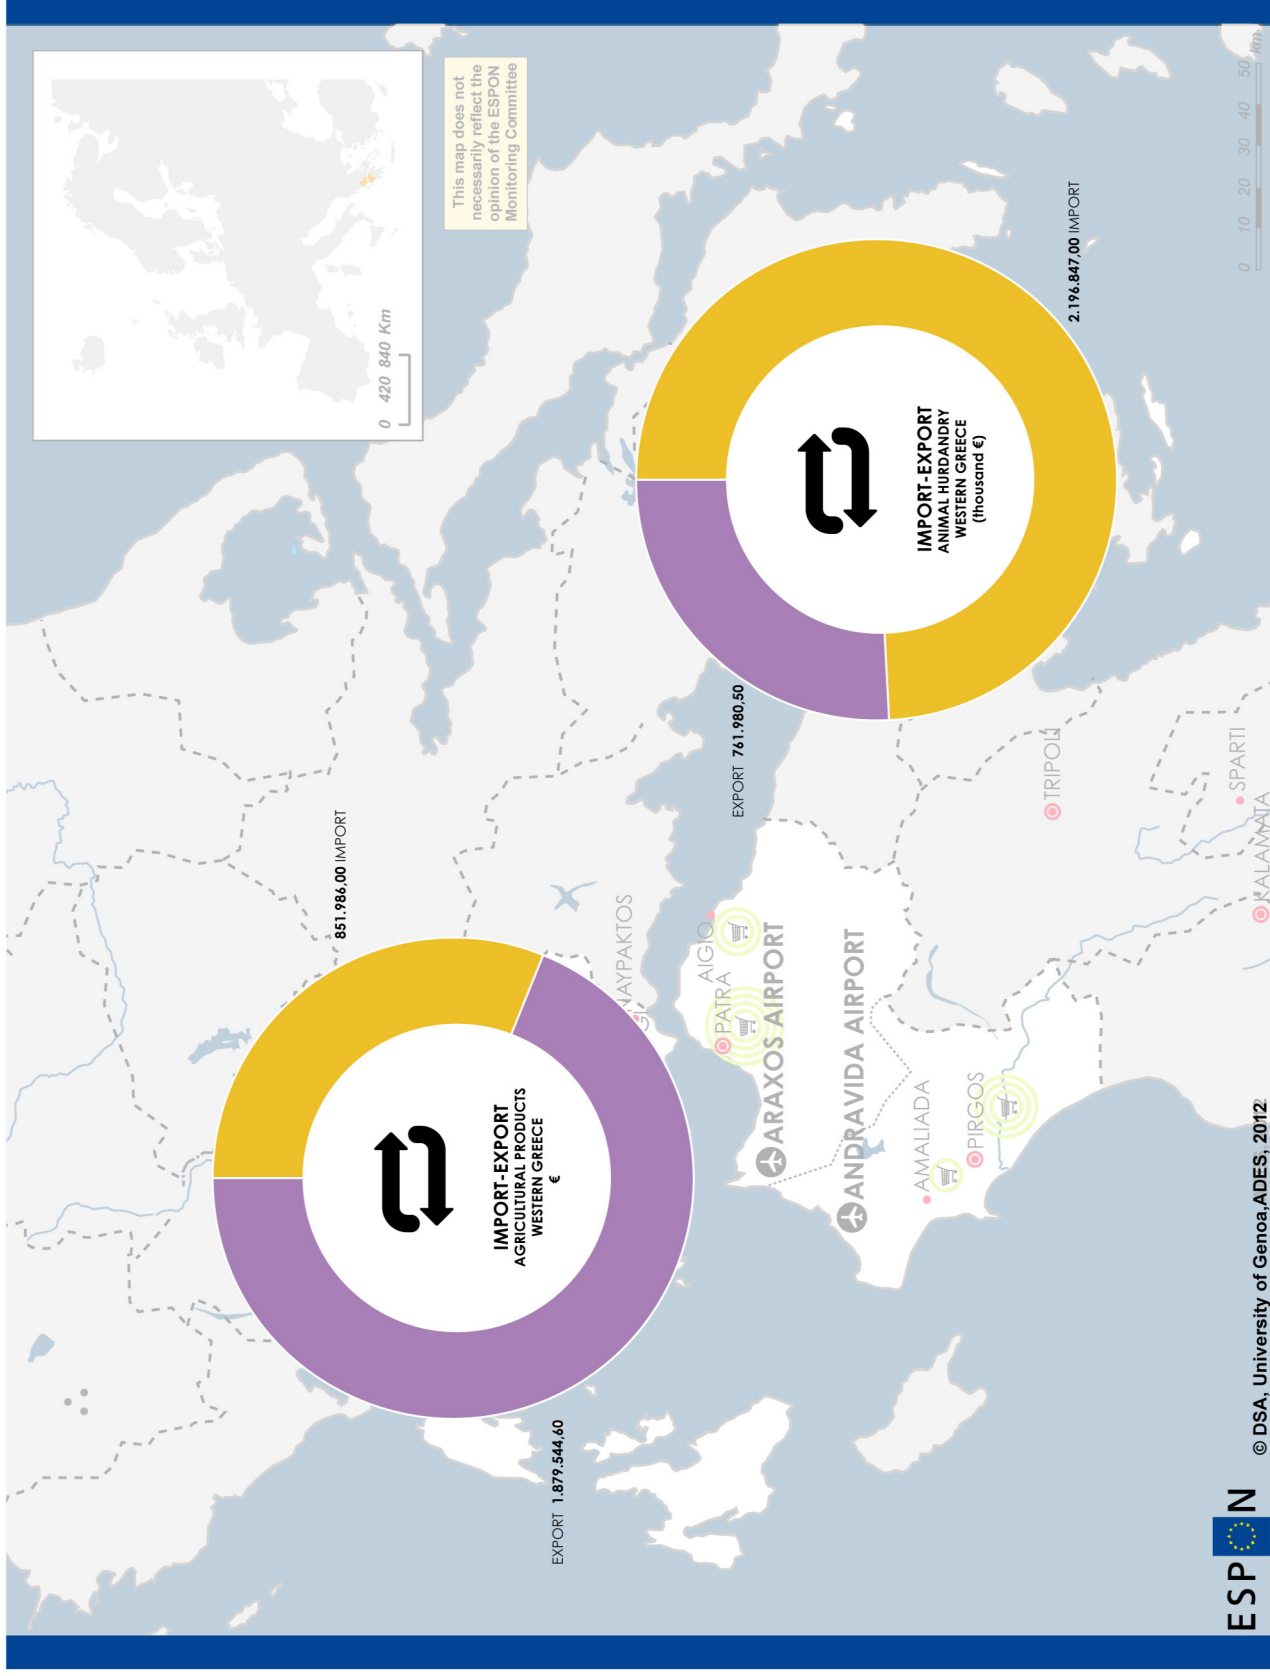 This map does not
necessarily reflect the
opinion of the ESPON
Monitoring Committee
0 420 840 Km
851.986,00 IMPORT
IMPORT-EXPORT
AGRICULTURAL PRODUCTS
WESTERN GREECE
€
EXPORT 1.879.544,60
2.196.847,00 IMPORT
IMPORT-EXPORT
ANIMAL HURDANDRY
WESTERN GREECE
(thousand €)
EXPORT 761.980,50
NAYPAKTOS
AIGIO
PATRA
ARAXOS AIRPORT
ANDRAVIDA AIRPORT
AMALIADA
PIRGOS
TRIPOLI
SPARTI
KALAMATA
0 10 20 30 40 50 km
ESPON
© DSA, University of Genoa,ADES, 2012